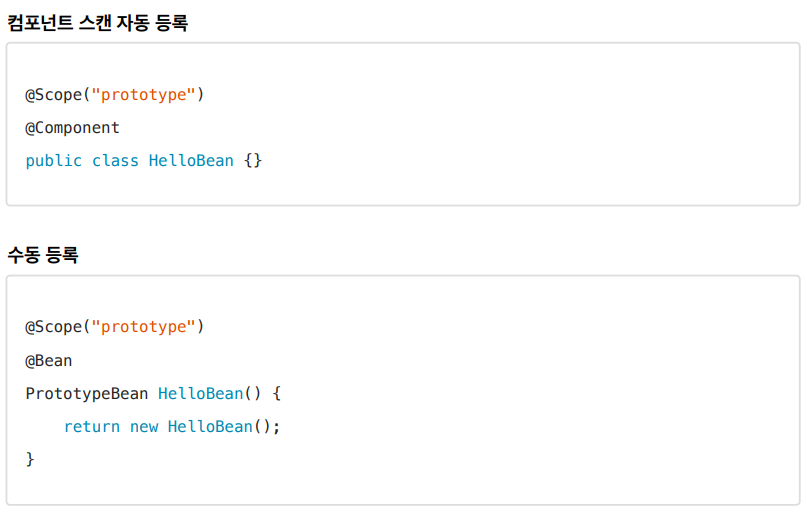 컴포넌트 스캔 자동 등록
@Scope("prototype")
@Component
public class HelloBean {}
수동 등록
@Scope("prototype")
@Bean
PrototypeBean HelloBean() {
    return new HelloBean();
}